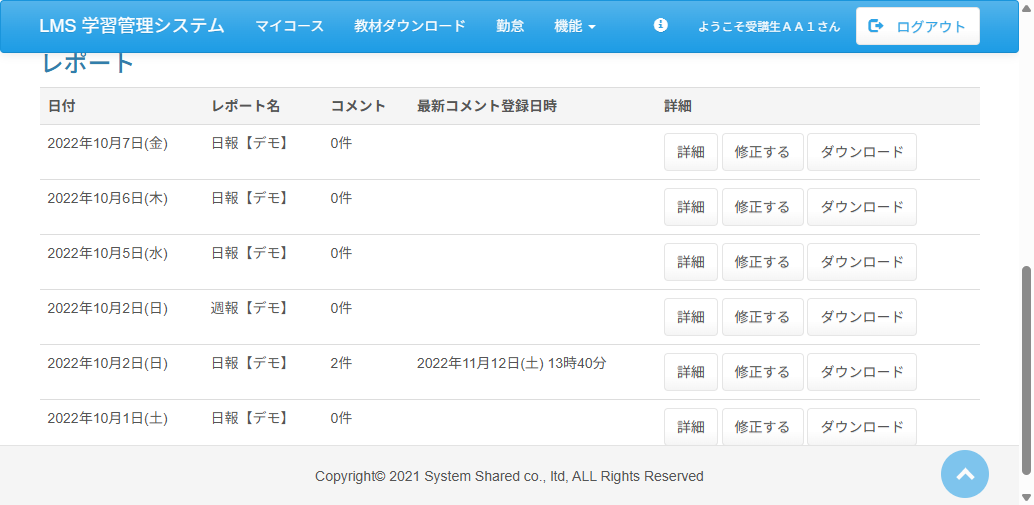 LMS 学習管理システム マイコース 教材ダウンロード 勤怠 機能 ようこそ受講生ＡＡ１さん ログアウト
レポート
日付 レポート名 コメント 最新コメント登録日時 詳細
2022年10月7日(金) 日報【デモ】 0件 詳細 修正する ダウンロード
2022年10月6日(木) 日報【デモ】 0件 詳細 修正する ダウンロード
2022年10月5日(水) 日報【デモ】 0件 詳細 修正する ダウンロード
2022年10月2日(日) 週報【デモ】 0件 詳細 修正する ダウンロード
2022年10月2日(日) 日報【デモ】 2件 2022年11月12日(土) 13時40分 詳細 修正する ダウンロード
2022年10月1日(土) 日報【デモ】 0件 詳細 修正する ダウンロード
Copyright© 2021 System Shared co., ltd, ALL Rights Reserved